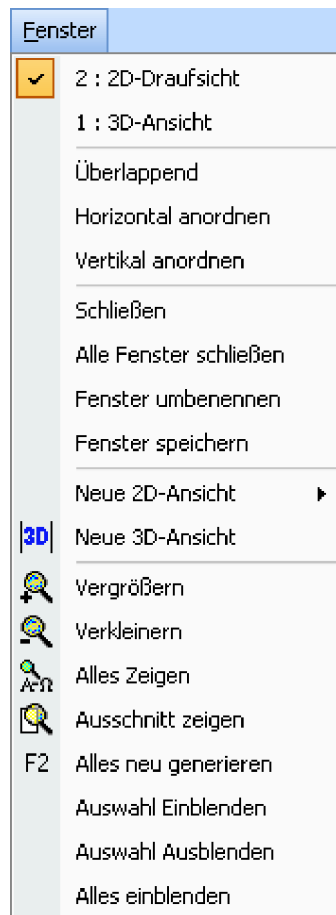 Fenster
2 : 2D-Draufsicht
1 : 3D-Ansicht
Überlappend
Horizontal anordnen
Vertikal anordnen
Schließen
Alle Fenster schließen
Fenster umbenennen
Fenster speichern
Neue 2D-Ansicht
3D Neue 3D-Ansicht
Vergrößern
Verkleinern
A-Ω Alles Zeigen
Ausschnitt zeigen
F2 Alles neu generieren
Auswahl Einblenden
Auswahl Ausblenden
Alles einblenden